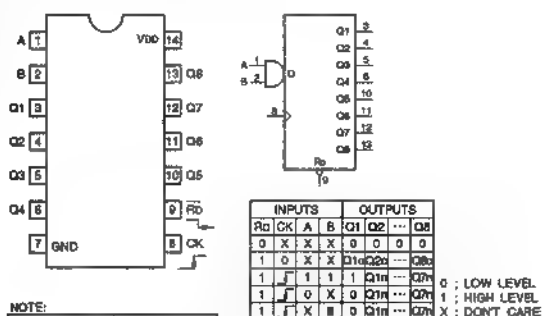 A 1
VDD 14
B 2
13 Q8
Q1 3
12 Q7
Q2 4
11 Q6
Q3 5
10 Q5
Q4 6
9 RD
7 GND
8 CK
NOTE:
A 1
B 2
D
8
Q1 3
Q2 4
Q3 5
Q4 6
Q5 10
Q6 11
Q7 12
Q8 13
RD
9
INPUTS OUTPUTS
RD CK A B Q1 Q2 ··· Q8
0 X X X 0 0 0 0
1 0 X X Q1o Q2o ··· Q8o
1 1 1 1 Q1n ··· Q7n
1 0 X 0 Q1n ··· Q7n
1 X 0 Q1n ··· Q7n
0 ; LOW LEVEL
1 ; HIGH LEVEL
X ; DON'T CARE